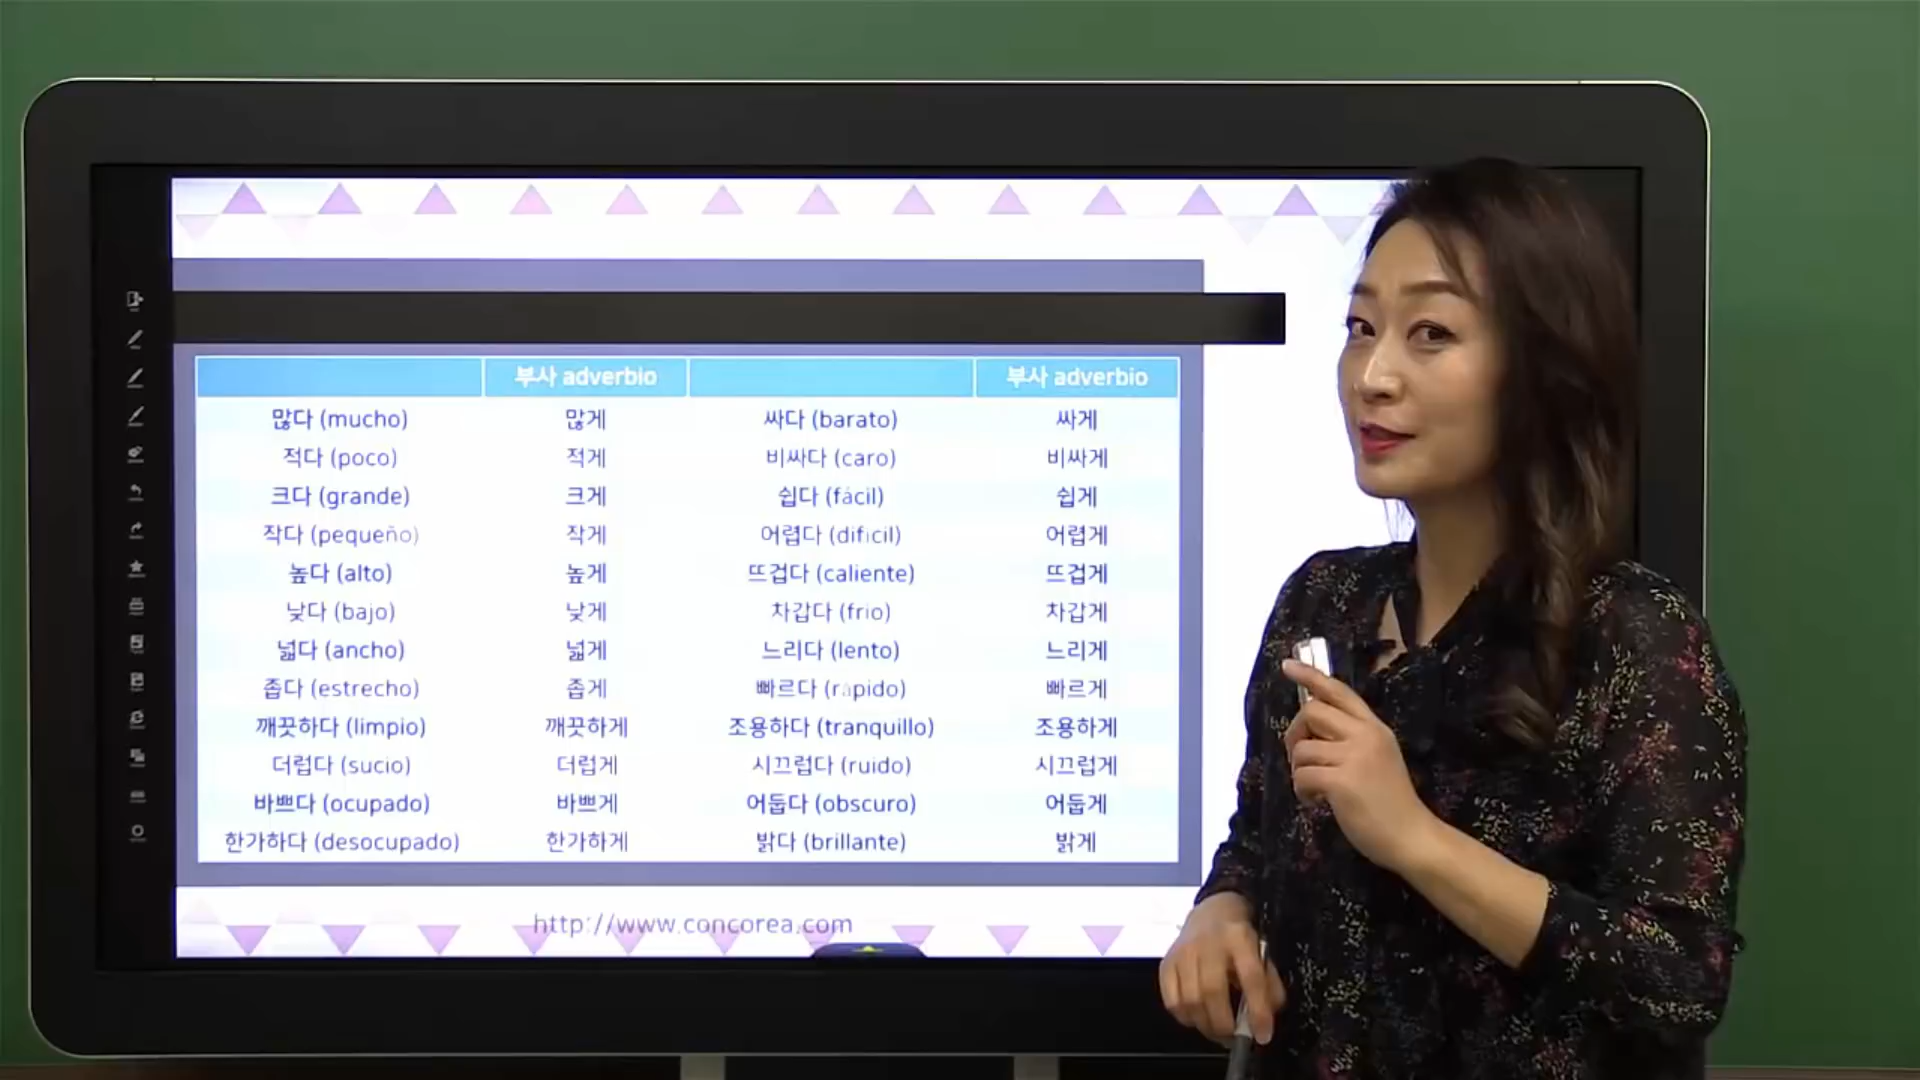 부사 adverbio 부사 adverbio
많다 (mucho) 많게 싸다 (barato) 싸게
적다 (poco) 적게 비싸다 (caro) 비싸게
크다 (grande) 크게 쉽다 (fácil) 쉽게
작다 (pequeño) 작게 어렵다 (dificil) 어렵게
높다 (alto) 높게 뜨겁다 (caliente) 뜨겁게
낮다 (bajo) 낮게 차갑다 (frio) 차갑게
넓다 (ancho) 넓게 느리다 (lento) 느리게
좁다 (estrecho) 좁게 빠르다 (rápido) 빠르게
깨끗하다 (limpio) 깨끗하게 조용하다 (tranquillo) 조용하게
더럽다 (sucio) 더럽게 시끄럽다 (ruido) 시끄럽게
바쁘다 (ocupado) 바쁘게 어둡다 (obscuro) 어둡게
한가하다 (desocupado) 한가하게 밝다 (brillante) 밝게
http://www.concorea.com